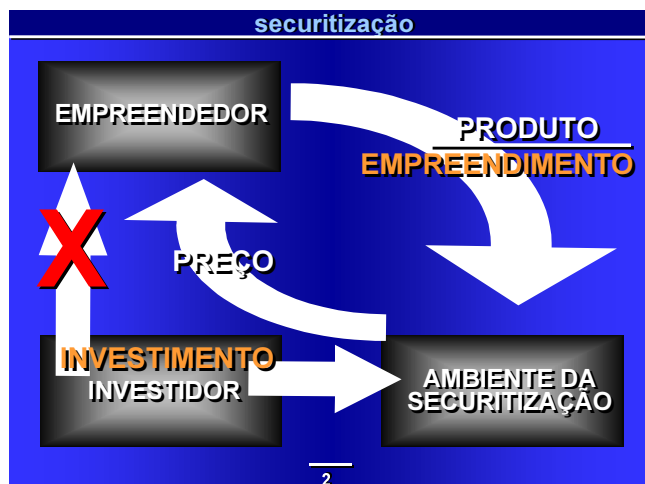 securitização
EMPREENDEDOR
PRODUTO
EMPREENDIMENTO
X
PREÇO
INVESTIMENTO
INVESTIDOR
AMBIENTE DA
SECURITIZAÇÃO
2